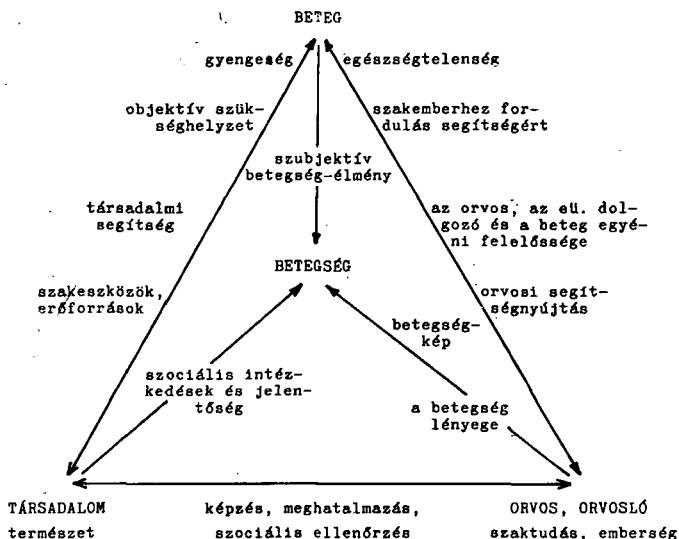 BETEG
gyengeség
egészségtelenség
objektív szük-
séghelyzet
szakemberhez for-
dulás segítségért
szubjektív
betegség-élmény
társadalmi
segítség
az orvos, az eü. dol-
gozó és a beteg egyé-
ni felelőssége
BETEGSÉG
szakeszközök,
erőforrások
orvosi segít-
ségnyújtás
betegség-
kép
szociális intéz-
kedések és jelen-
tőség
a betegség
lényege
TÁRSADALOM
természet
képzés, meghatalmazás,
szociális ellenőrzés
ORVOS, ORVOSLÓ
szaktudás, emberség